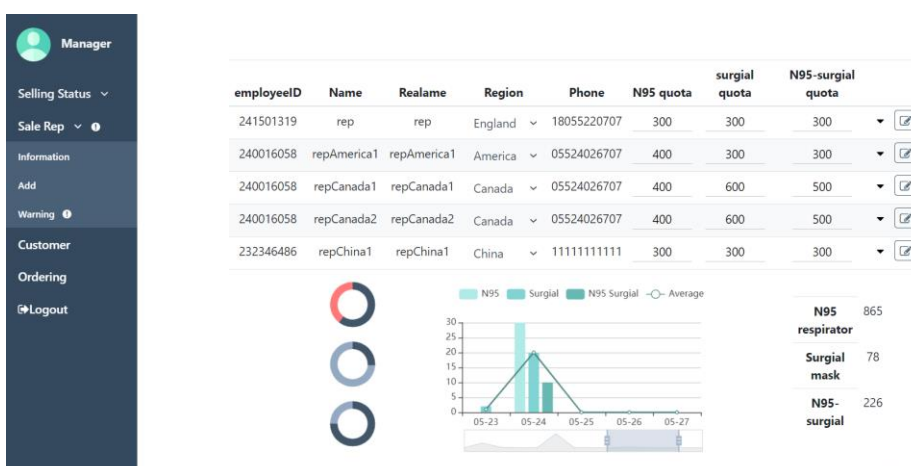 Manager
Selling Status
Sale Rep
Information
Add
Warning
Customer
Ordering
Logout
employeeID Name Realame Region Phone N95 quota surgial quota N95-surgial quota
241501319 rep rep England 18055220707 300 300 300
240016058 repAmerica1 repAmerica1 America 05524026707 400 300 300
240016058 repCanada1 repCanada1 Canada 05524026707 400 600 500
240016058 repCanada2 repCanada2 Canada 05524026707 400 600 500
232346486 repChina1 repChina1 China 11111111111 300 300 300
N95 Surgial N95 Surgial Average
30
25
20
15
10
5
0
05-23 05-24 05-25 05-26 05-27
N95 respirator 865
Surgial mask 78
N95-surgial 226